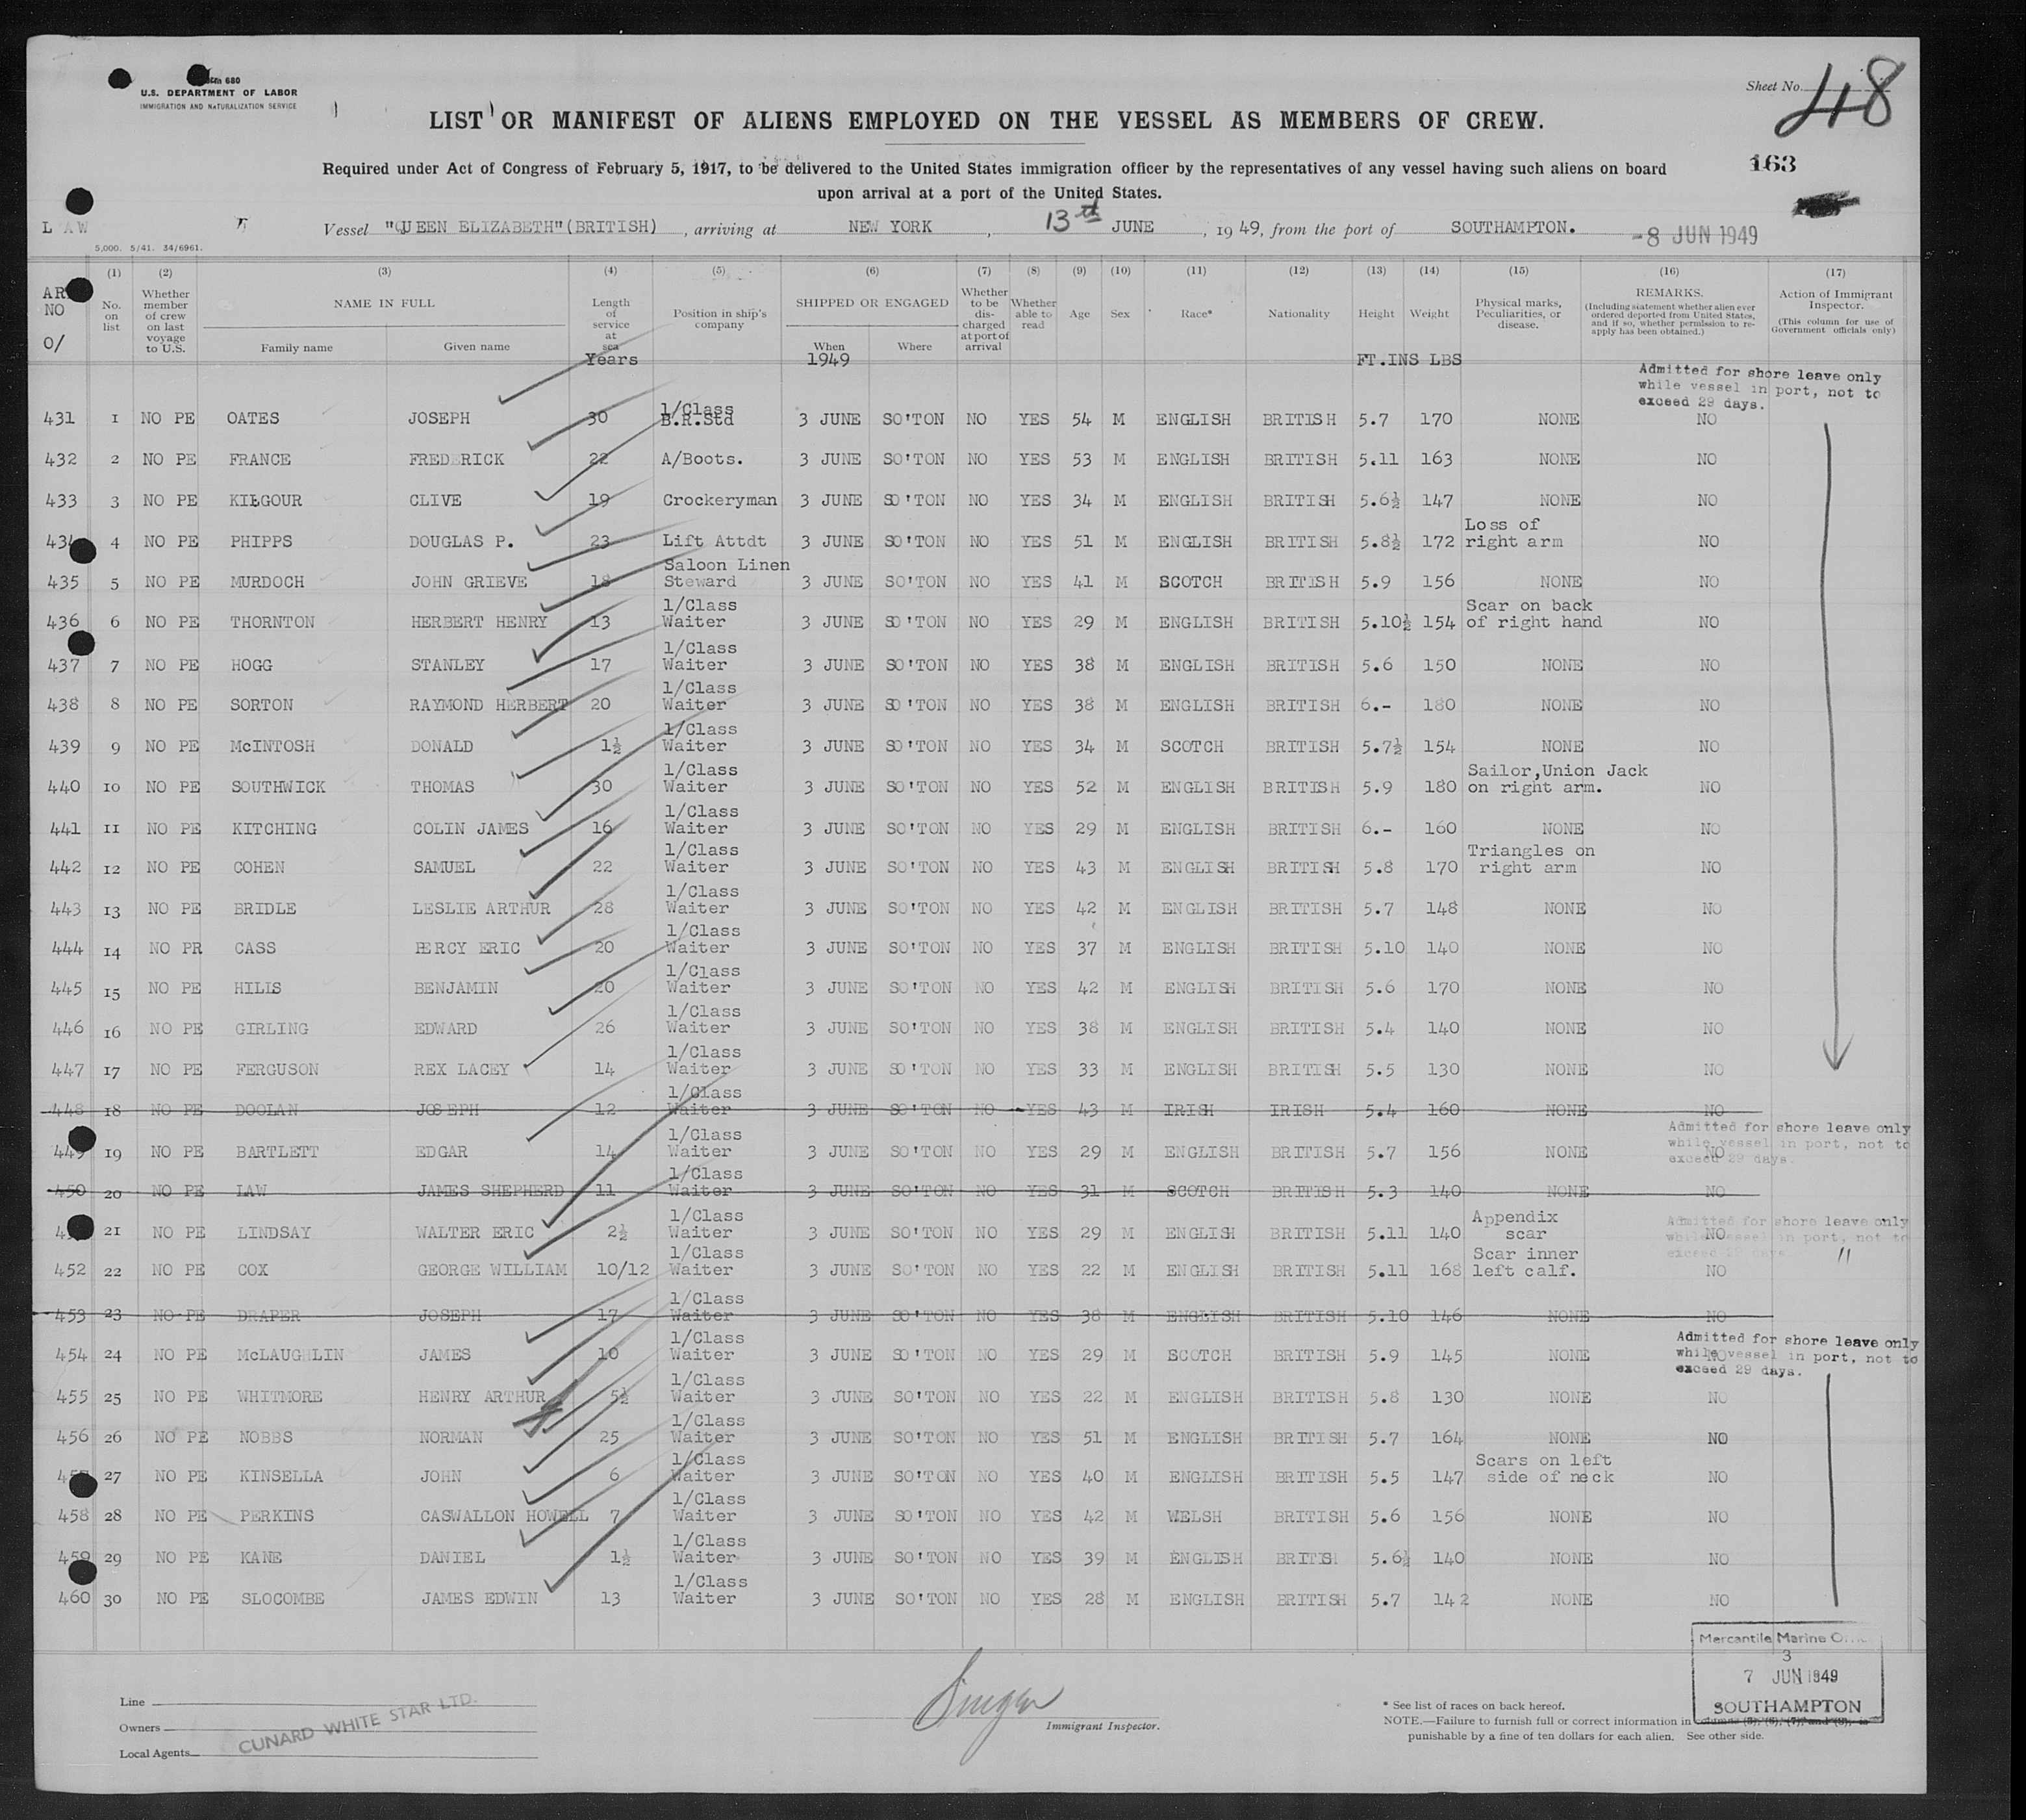 Form 680
U.S. DEPARTMENT OF LABOR
IMMIGRATION AND NATURALIZATION SERVICE
Sheet No. 48
LIST OR MANIFEST OF ALIENS EMPLOYED ON THE VESSEL AS MEMBERS OF CREW.
Required under Act of Congress of February 5, 1917, to be delivered to the United States immigration officer by the representatives of any vessel having such aliens on board
upon arrival at a port of the United States.
163
L AW
Vessel "QUEEN ELIZABETH" (BRITISH), arriving at NEW YORK, 13th JUNE, 1949, from the port of SOUTHAMPTON. -8 JUN 1949
5,000. 5/41. 34/6961.
(1) (2) (3) (4) (5) (6) (7) (8) (9) (10) (11) (12) (13) (14) (15) (16) (17)
AR NO O/ No. on list Whether member of crew on last voyage to U.S. NAME IN FULL Family name Given name Length of service at sea Years Position in ship's company SHIPPED OR ENGAGED When 1949 Where Whether to be discharged at port of arrival Whether able to read Age Sex Race* Nationality Height FT.INS Weight LBS Physical marks, Peculiarities, or disease. REMARKS. (Including statement whether alien ever ordered deported from United States, and if so, whether permission to re-apply has been obtained.) Action of Immigrant Inspector. (This column for use of Government officials only)
Admitted for shore leave only
while vessel in port, not to
exceed 29 days.
431 1 NO PE OATES JOSEPH 30 1/Class B.R.Std 3 JUNE SO'TON NO YES 54 M ENGLISH BRITISH 5.7 170 NONE NO
432 2 NO PE FRANCE FREDERICK 22 A/Boots. 3 JUNE SO'TON NO YES 53 M ENGLISH BRITISH 5.11 163 NONE NO
433 3 NO PE KILGOUR CLIVE 19 Crockeryman 3 JUNE SO'TON NO YES 34 M ENGLISH BRITISH 5.6½ 147 NONE NO
434 4 NO PE PHIPPS DOUGLAS P. 23 Lift Attdt 3 JUNE SO'TON NO YES 51 M ENGLISH BRITISH 5.8½ 172 Loss of right arm NO
435 5 NO PE MURDOCH JOHN GRIEVE 18 Saloon Linen Steward 3 JUNE SO'TON NO YES 41 M SCOTCH BRITISH 5.9 156 NONE NO
436 6 NO PE THORNTON HERBERT HENRY 13 1/Class Waiter 3 JUNE SO'TON NO YES 29 M ENGLISH BRITISH 5.10½ 154 Scar on back of right hand NO
437 7 NO PE HOGG STANLEY 17 1/Class Waiter 3 JUNE SO'TON NO YES 38 M ENGLISH BRITISH 5.6 150 NONE NO
438 8 NO PE SORTON RAYMOND HERBERT 20 1/Class Waiter 3 JUNE SO'TON NO YES 38 M ENGLISH BRITISH 6.- 180 NONE NO
439 9 NO PE McINTOSH DONALD 1½ 1/Class Waiter 3 JUNE SO'TON NO YES 34 M SCOTCH BRITISH 5.7½ 154 NONE NO
440 10 NO PE SOUTHWICK THOMAS 30 1/Class Waiter 3 JUNE SO'TON NO YES 52 M ENGLISH BRITISH 5.9 180 Sailor,Union Jack on right arm. NO
441 11 NO PE KITCHING COLIN JAMES 16 1/Class Waiter 3 JUNE SO'TON NO YES 29 M ENGLISH BRITISH 6.- 160 NONE NO
442 12 NO PE COHEN SAMUEL 22 1/Class Waiter 3 JUNE SO'TON NO YES 43 M ENGLISH BRITISH 5.8 170 Triangles on right arm NO
443 13 NO PE BRIDLE LESLIE ARTHUR 28 1/Class Waiter 3 JUNE SO'TON NO YES 42 M ENGLISH BRITISH 5.7 148 NONE NO
444 14 NO PR CASS PERCY ERIC 20 1/Class Waiter 3 JUNE SO'TON NO YES 37 M ENGLISH BRITISH 5.10 140 NONE NO
445 15 NO PE HILIS BENJAMIN 20 1/Class Waiter 3 JUNE SO'TON NO YES 42 M ENGLISH BRITISH 5.6 170 NONE NO
446 16 NO PE GIRLING EDWARD 26 1/Class Waiter 3 JUNE SO'TON NO YES 38 M ENGLISH BRITISH 5.4 140 NONE NO
447 17 NO PE FERGUSON REX LACEY 14 1/Class Waiter 3 JUNE SO'TON NO YES 33 M ENGLISH BRITISH 5.5 130 NONE NO
448 18 NO PE DOOLAN JOSEPH 12 1/Class Waiter 3 JUNE SO'TON NO YES 43 M IRISH IRISH 5.4 160 NONE NO
Admitted for shore leave only
while vessel in port, not to
exceed 29 days.
449 19 NO PE BARTLETT EDGAR 14 1/Class Waiter 3 JUNE SO'TON NO YES 29 M ENGLISH BRITISH 5.7 156 NONE NO
450 20 NO PE LAW JAMES SHEPHERD 11 1/Class Waiter 3 JUNE SO'TON NO YES 31 M SCOTCH BRITISH 5.3 140 NONE NO
Admitted for shore leave only
while vessel in port, not to
exceed 29 days.
21 NO PE LINDSAY WALTER ERIC 2½ 1/Class Waiter 3 JUNE SO'TON NO YES 29 M ENGLISH BRITISH 5.11 140 Appendix scar NO
452 22 NO PE COX GEORGE WILLIAM 10/12 1/Class Waiter 3 JUNE SO'TON NO YES 22 M ENGLISH BRITISH 5.11 168 Scar inner left calf. NO "
453 23 NO PE DRAPER JOSEPH 17 1/Class Waiter 3 JUNE SO'TON NO YES 38 M ENGLISH BRITISH 5.10 146 NONE NO
Admitted for shore leave only
while vessel in port, not to
exceed 29 days.
454 24 NO PE McLAUGHLIN JAMES 10 1/Class Waiter 3 JUNE SO'TON NO YES 29 M SCOTCH BRITISH 5.9 145 NONE NO
455 25 NO PE WHITMORE HENRY ARTHUR 5½ 1/Class Waiter 3 JUNE SO'TON NO YES 22 M ENGLISH BRITISH 5.8 130 NONE NO
456 26 NO PE NOBBS NORMAN 25 1/Class Waiter 3 JUNE SO'TON NO YES 51 M ENGLISH BRITISH 5.7 164 NONE NO
457 27 NO PE KINSELLA JOHN 6 1/Class Waiter 3 JUNE SO'TON NO YES 40 M ENGLISH BRITISH 5.5 147 Scars on left side of neck NO
458 28 NO PE PERKINS CASWALLON HOWELL 7 1/Class Waiter 3 JUNE SO'TON NO YES 42 M WELSH BRITISH 5.6 156 NONE NO
459 29 NO PE KANE DANIEL 1½ 1/Class Waiter 3 JUNE SO'TON NO YES 39 M ENGLISH BRITISH 5.6½ 140 NONE NO
460 30 NO PE SLOCOMBE JAMES EDWIN 13 1/Class Waiter 3 JUNE SO'TON NO YES 28 M ENGLISH BRITISH 5.7 142 NONE NO
Mercantile Marine
3
7 JUN 1949
SOUTHAMPTON
Line
Owners
Local Agents
CUNARD WHITE STAR LTD.
Immigrant Inspector.
* See list of races on back hereof.
NOTE.—Failure to furnish full or correct information in columns (5), (6), (7), and (8), is
punishable by a fine of ten dollars for each alien. See other side.